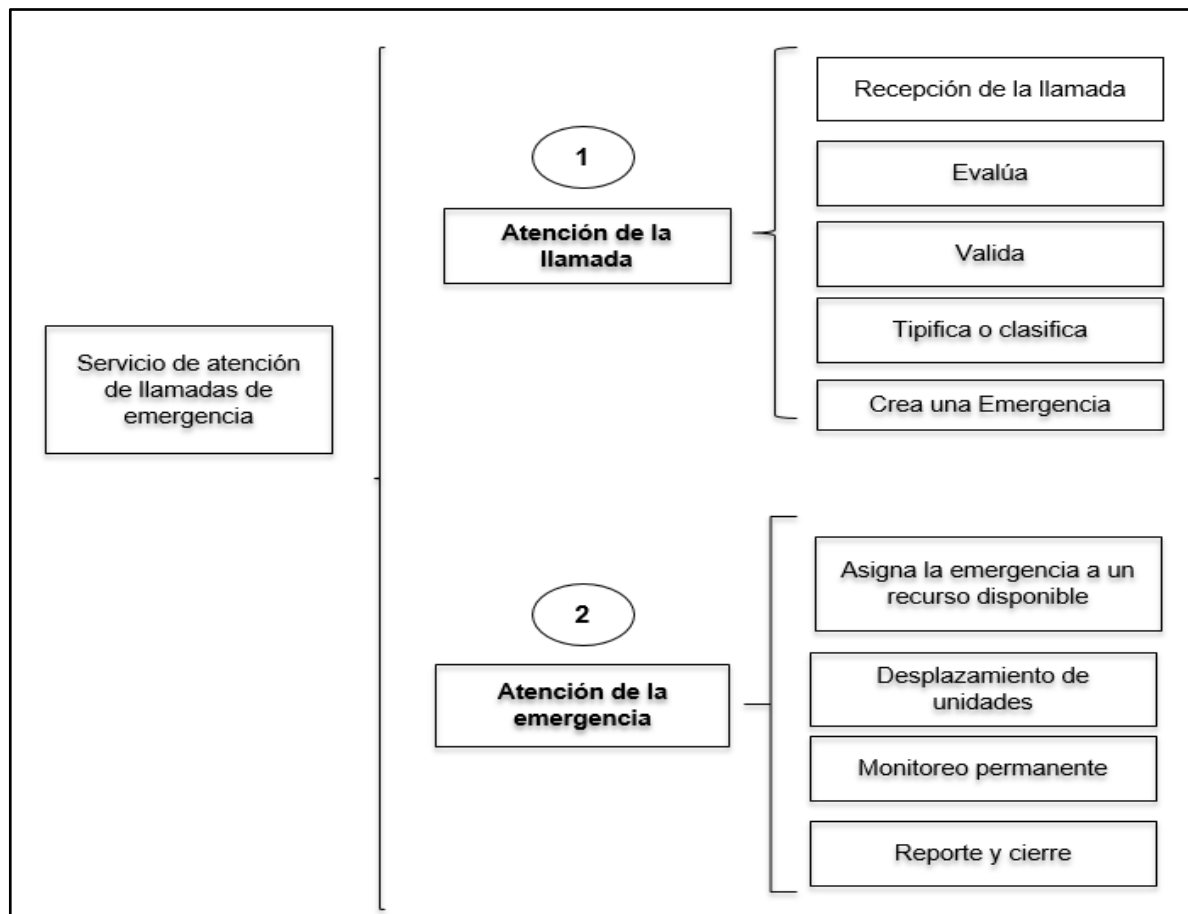 Servicio de atención
de llamadas de
emergencia
1
Atención de la
llamada
Recepción de la llamada
Evalúa
Valida
Tipifica o clasifica
Crea una Emergencia
2
Atención de la
emergencia
Asigna la emergencia a un
recurso disponible
Desplazamiento de
unidades
Monitoreo permanente
Reporte y cierre